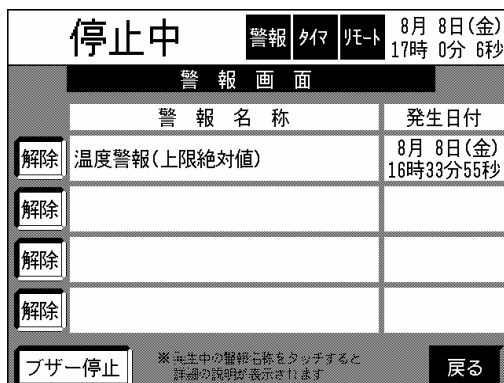 停止中
警報 タイマ リモート
8月 8日(金)
17時 0分 6秒
警 報 画 面
警 報 名 称
発生日付
解除
温度警報(上限絶対値)
8月 8日(金)
16時33分55秒
解除
解除
解除
ブザー停止
※発生中の警報名称をタッチすると
詳細の説明が表示されます
戻る